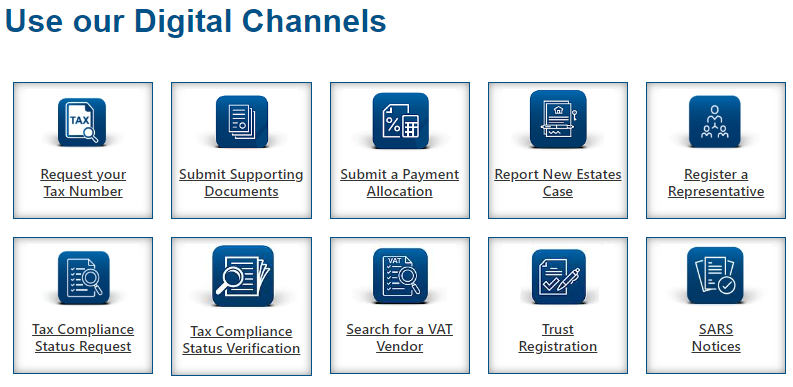 Use our Digital Channels
TAX
Request your
Tax Number
Submit Supporting
Documents
Submit a Payment
Allocation
Report New Estates
Case
Register a
Representative
Tax Compliance
Status Request
Tax Compliance
Status Verification
VAT
Search for a VAT
Vendor
Trust
Registration
SARS
Notices